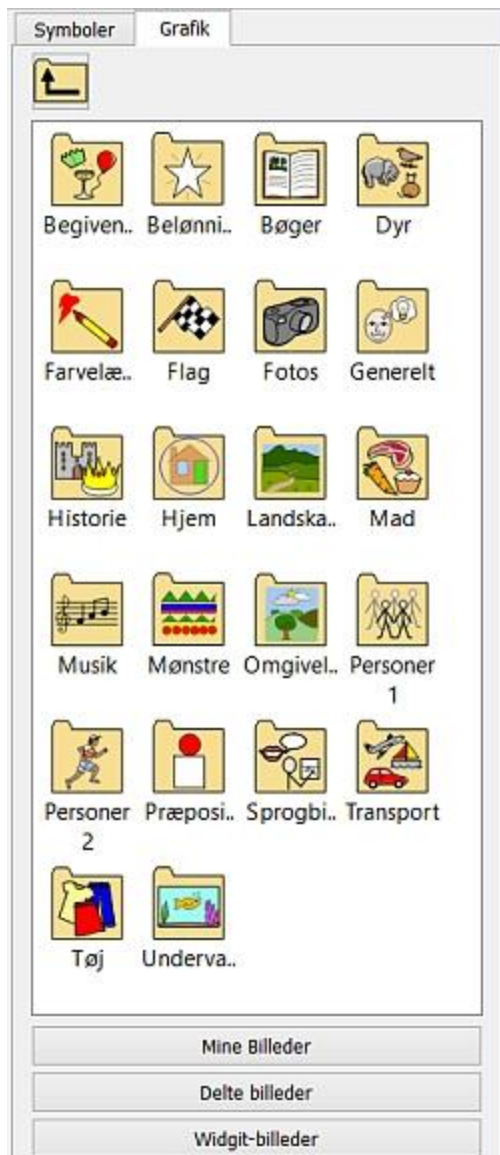 Symboler Grafik
Begiven.. Belønni.. Bøger Dyr
Farvelæ.. Flag Fotos Generelt
Historie Hjem Landska.. Mad
Musik Mønstre Omgivel.. Personer
1
Personer Præposi.. Sprogbi.. Transport
2
Tøj Underva..
Mine Billeder
Delte billeder
Widgit-billeder